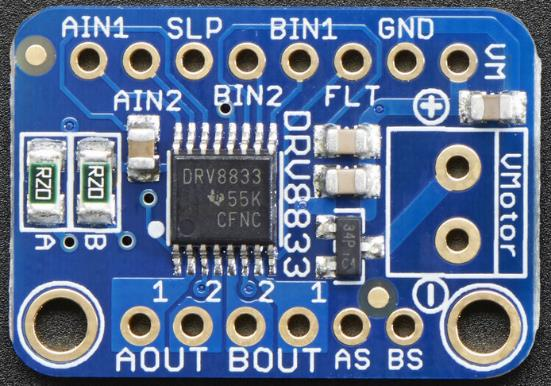 AIN1 SLP BIN1 GND
VM
AIN2 BIN2 FLT
+
DRV8833
55K
CFNC
DRV8833
VMotor
R20
R20
A
B
34P
-
1 2 2 1
AOUT BOUT AS BS